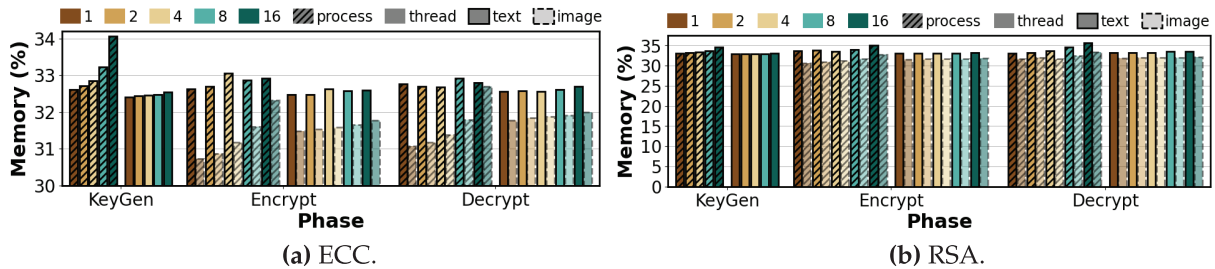 1 2 4 8 16 process thread text image
34
33
32
31
30
Memory (%)
KeyGen Encrypt Decrypt
Phase
(a) ECC.
1 2 4 8 16 process thread text image
35
30
25
20
15
10
5
0
Memory (%)
KeyGen Encrypt Decrypt
Phase
(b) RSA.